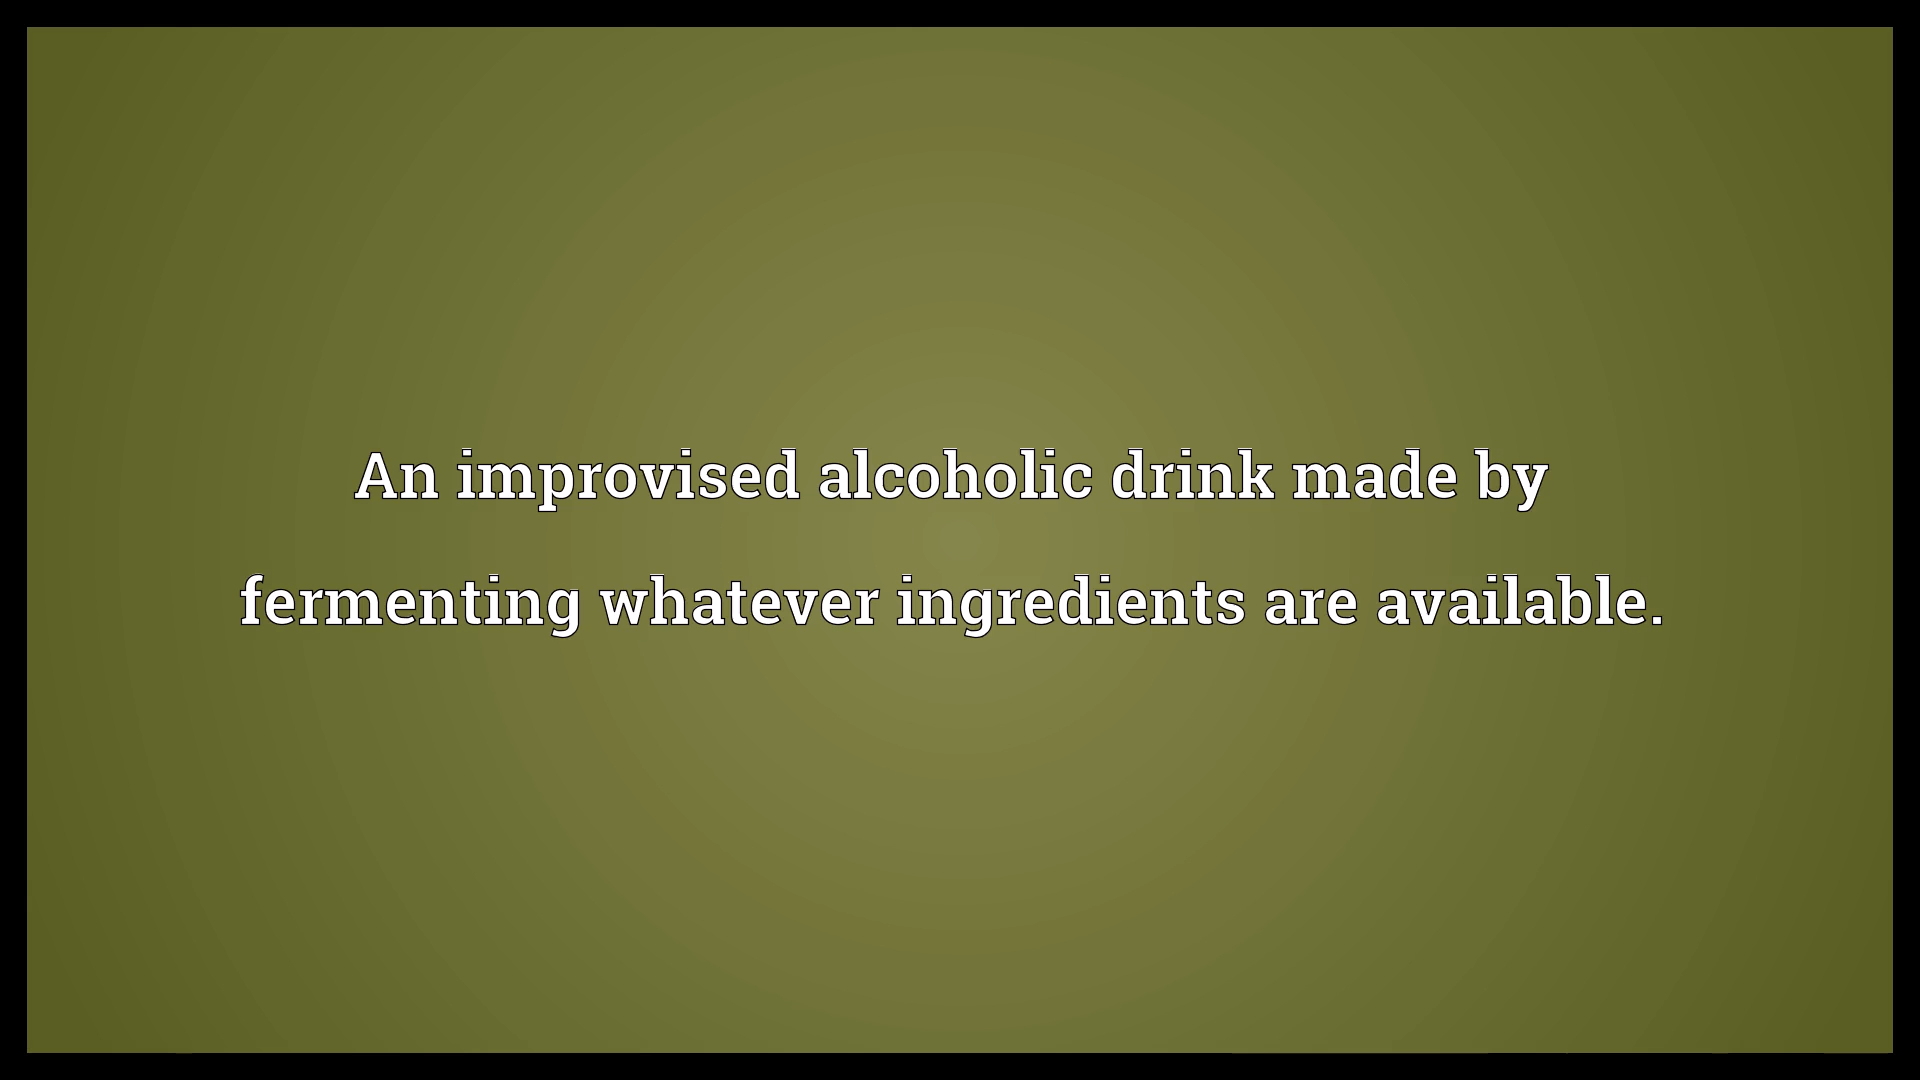 An improvised alcoholic drink made by
fermenting whatever ingredients are available.